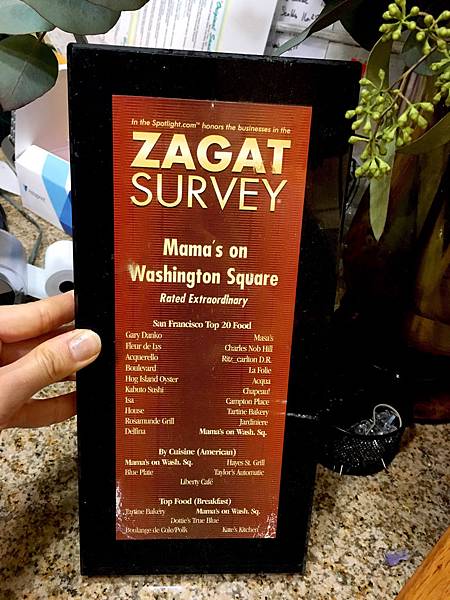 In the Spotlight.com™ honors the businesses in the
ZAGAT
SURVEY®
Mama's on
Washington Square
Rated Extraordinary
San Francisco Top 20 Food
Gary Danko Masa's
Fleur de Lys Charles Nob Hill
Acquerello Ritz_carlton D.R.
Boulevard La Folie
Hog Island Oyster Acqua
Kabuto Sushi Chapeau!
Isa Campton Place
House Tartine Bakery
Rosamunde Grill Jardiniere
Delfina Mama's on Wash. Sq.
By Cuisine (American)
Mama's on Wash. Sq. Hayes St. Grill
Blue Plate Taylor's Automatic
Liberty Café
Top Food (Breakfast)
Tartine Bakery Mama's on Wash. Sq.
Dottie's True Blue
Boulange de Colo/Polk Kate's Kitchen